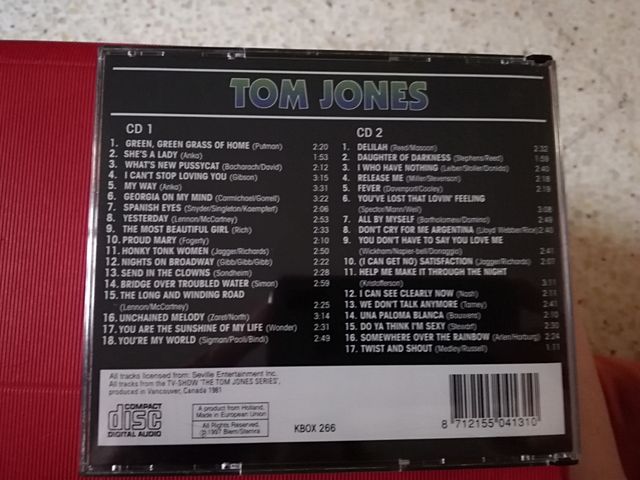 TOM JONES
CD 1
1. GREEN, GREEN GRASS OF HOME (Putman) 2:20
2. SHE'S A LADY (Anka) 1:53
3. WHAT'S NEW PUSSYCAT (Bacharach/David) 2:12
4. I CAN'T STOP LOVING YOU (Gibson) 3:15
5. MY WAY (Anka) 3:31
6. GEORGIA ON MY MIND (Carmichael/Gorrell) 3:22
7. SPANISH EYES (Snyder/Singleton/Kaempfert) 2:06
8. YESTERDAY (Lennon/McCartney) 2:53
9. THE MOST BEAUTIFUL GIRL (Rich) 2:33
10. PROUD MARY (Fogerty) 2:10
11. HONKY TONK WOMEN (Jagger/Richards) 2:50
12. NIGHTS ON BROADWAY (Gibb/Gibb/Gibb) 2:22
13. SEND IN THE CLOWNS (Sondheim) 2:28
14. BRIDGE OVER TROUBLED WATER (Simon) 2:59
15. THE LONG AND WINDING ROAD
(Lennon/McCartney) 2:25
16. UNCHAINED MELODY (Zaret/North) 3:14
17. YOU ARE THE SUNSHINE OF MY LIFE (Wonder) 2:31
18. YOU'RE MY WORLD (Sigman/Paoli/Bindi) 2:49
CD 2
1. DELILAH (Reed/Masson) 2:32
2. DAUGHTER OF DARKNESS (Stephens/Reed) 1:59
3. I WHO HAVE NOTHING (Leiber/Stoller/Donida) 2:40
4. RELEASE ME (Miller/Stevenson) 2:18
5. FEVER (Davenport/Cooley) 2:19
6. YOU'VE LOST THAT LOVIN' FEELING
(Spector/Mann/Weil) 3:08
7. ALL BY MYSELF (Bartholomew/Domino) 2:49
8. DON'T CRY FOR ME ARGENTINA (Lloyd Webber/Rice) 2:40
9. YOU DON'T HAVE TO SAY YOU LOVE ME
(Wickham/Napier-bell/Donaggio) 2:41
10. (I CAN GET NO) SATISFACTION (Jagger/Richards) 2:07
11. HELP ME MAKE IT THROUGH THE NIGHT
(Kristofferson) 3:11
12. I CAN SEE CLEARLY NOW (Nash) 2:11
13. WE DON'T TALK ANYMORE (Tarney) 2:41
14. UNA PALOMA BLANCA (Bouwens) 2:10
15. DO YA THINK I'M SEXY (Stewart) 2:30
16. SOMEWHERE OVER THE RAINBOW (Arlen/Harburg) 2:24
17. TWIST AND SHOUT (Medley/Russell) 1:11
All tracks licensed from: Seville Entertainment Inc.
All tracks from the TV-SHOW 'THE TOM JONES SERIES',
produced in Vancouver, Canada 1981
COMPACT
disc
DIGITAL AUDIO
A product from Holland,
Made in European Union
All Rights Reserved.
℗ 1997 Biem/Stemra
KBOX 266
8 712155 041310